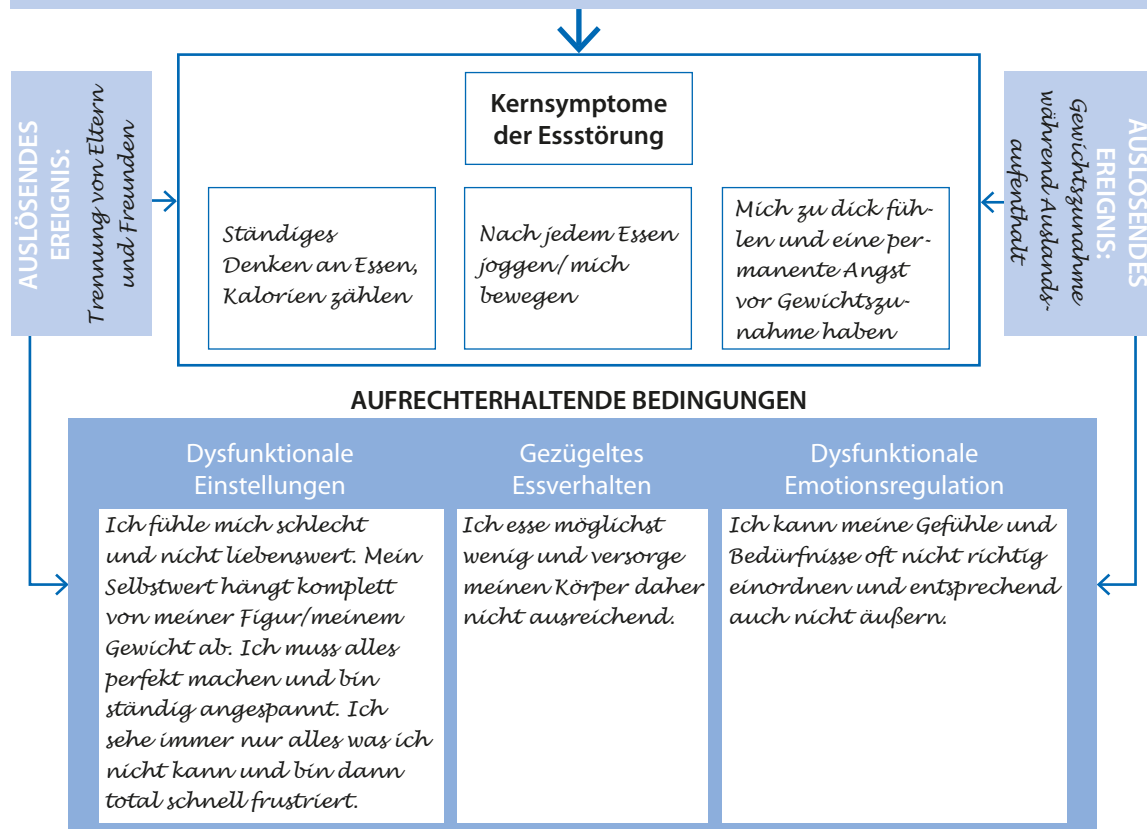 AUSLÖSENDES
EREIGNIS:
Trennung von Eltern
und Freunden
Kernsymptome
der Essstörung
Ständiges
Denken an Essen,
Kalorien zählen
Nach jedem Essen
joggen/mich
bewegen
Mich zu dick füh-
len und eine per-
manente Angst
vor Gewichtszu-
nahme haben
AUSLÖSENDES
EREIGNIS:
Gewichtszunahme
während Auslands-
aufenthalt
AUFRECHTERHALTENDE BEDINGUNGEN
Dysfunktionale
Einstellungen
Ich fühle mich schlecht
und nicht liebenswert. Mein
Selbstwert hängt komplett
von meiner Figur/meinem
Gewicht ab. Ich muss alles
perfekt machen und bin
ständig angespannt. Ich
sehe immer nur alles was ich
nicht kann und bin dann
total schnell frustriert.
Gezügeltes
Essverhalten
Ich esse möglichst
wenig und versorge
meinen Körper daher
nicht ausreichend.
Dysfunktionale
Emotionsregulation
Ich kann meine Gefühle und
Bedürfnisse oft nicht richtig
einordnen und entsprechend
auch nicht äußern.